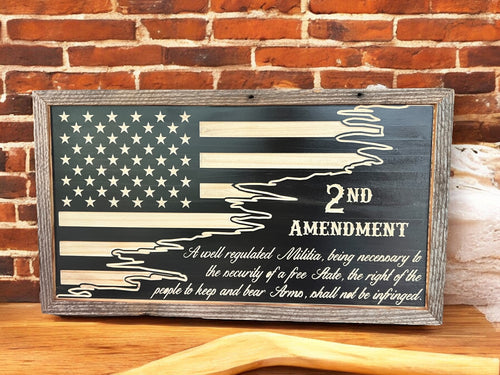 2ND
AMENDMENT
A well regulated Militia, being necessary to
the security of a free State, the right of the
people to keep and bear Arms, shall not be infringed.